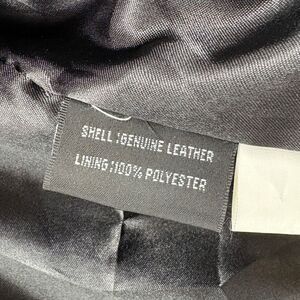 SHELL:GENUINE LEATHER
LINING:100% POLYESTER